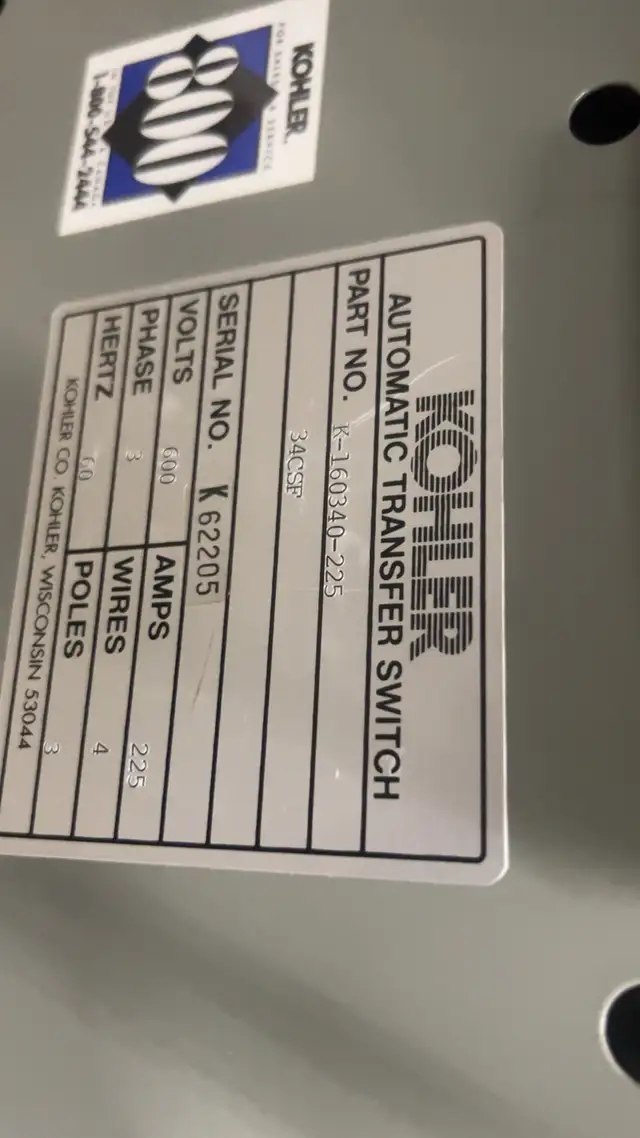 KOHLER.
FOR SALES & SERVICE
800
1-800-544-2444
KOHLER
AUTOMATIC TRANSFER SWITCH
PART NO. K-160340-225
34CSF
SERIAL NO. K 62205
VOLTS 600 AMPS 225
PHASE 3 WIRES 4
HERTZ 60 POLES 3
KOHLER CO. KOHLER, WISCONSIN 53044